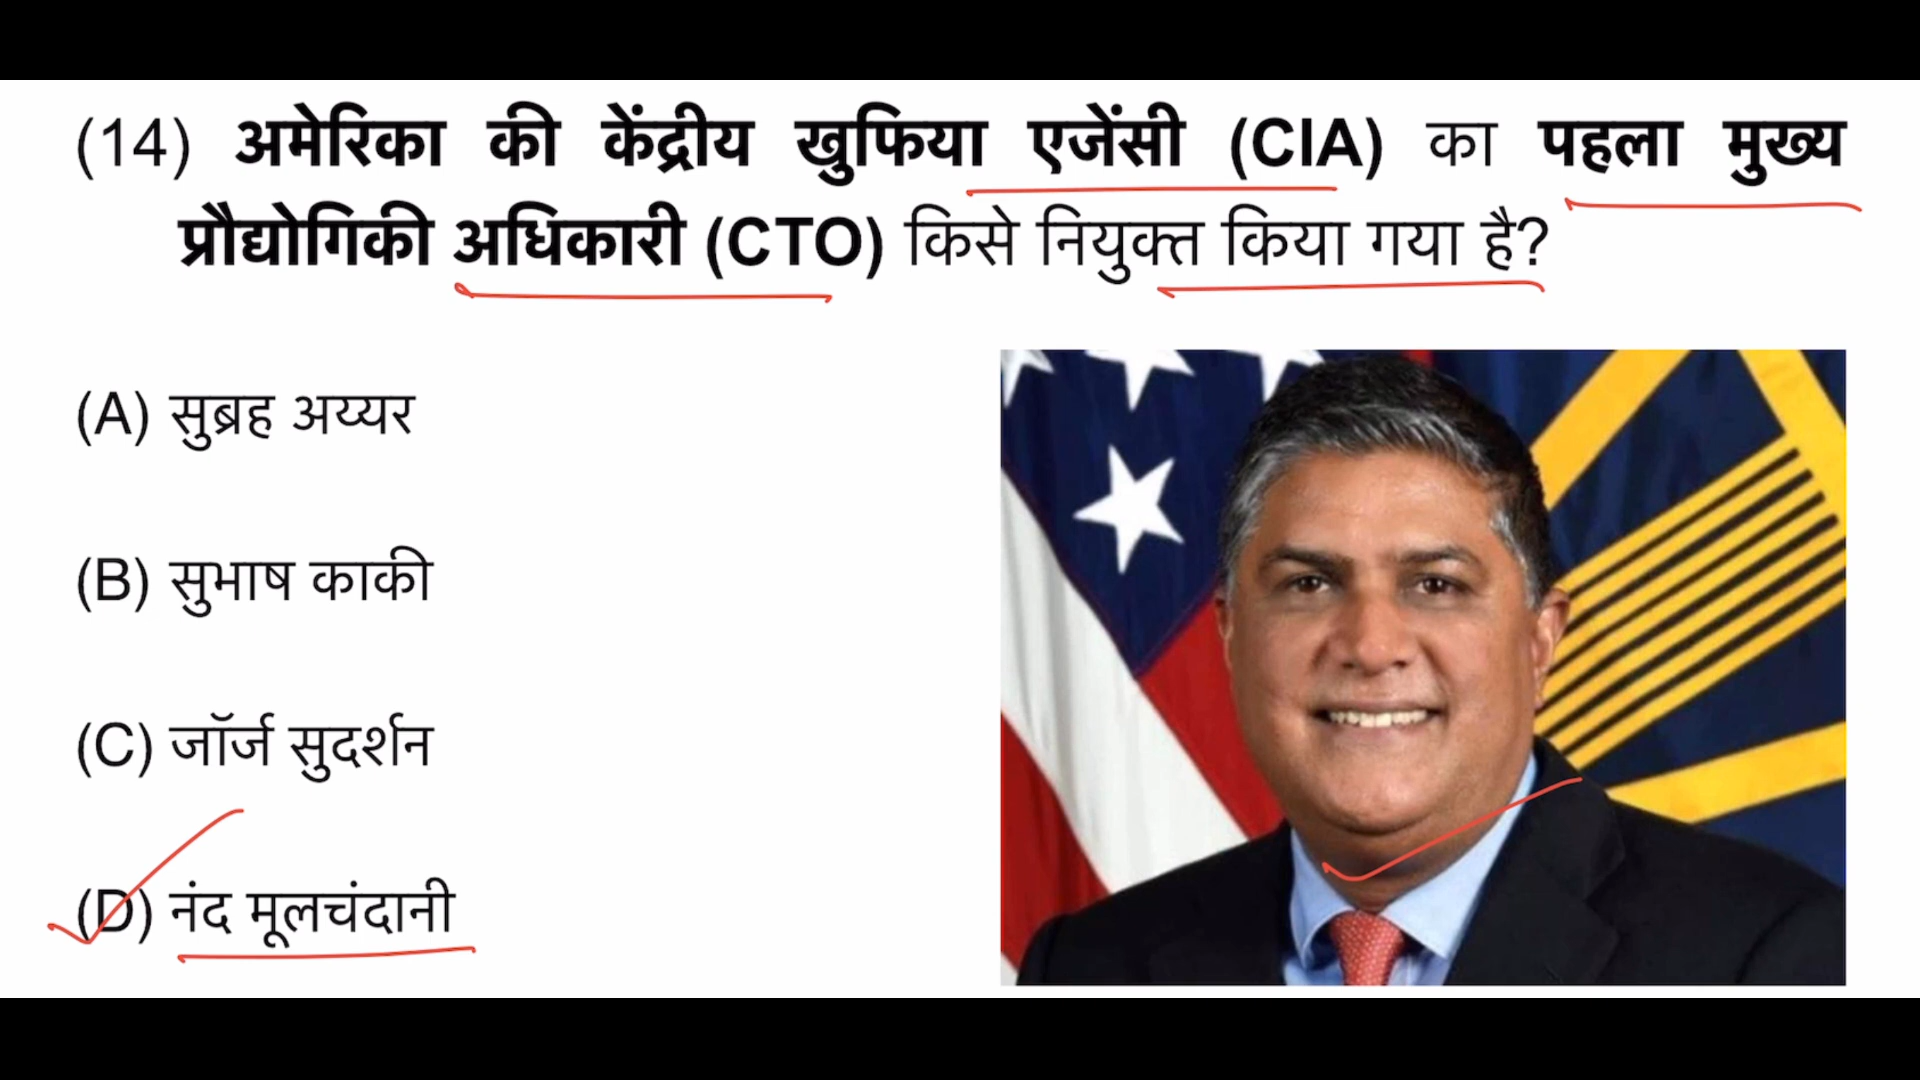 (14) अमेरिका की केंद्रीय खुफिया एजेंसी (CIA) का पहला मुख्य
प्रौद्योगिकी अधिकारी (CTO) किसे नियुक्त किया गया है?
(A) सुब्रह अय्यर
(B) सुभाष काकी
(C) जॉर्ज सुदर्शन
(D) नंद मूलचंदानी